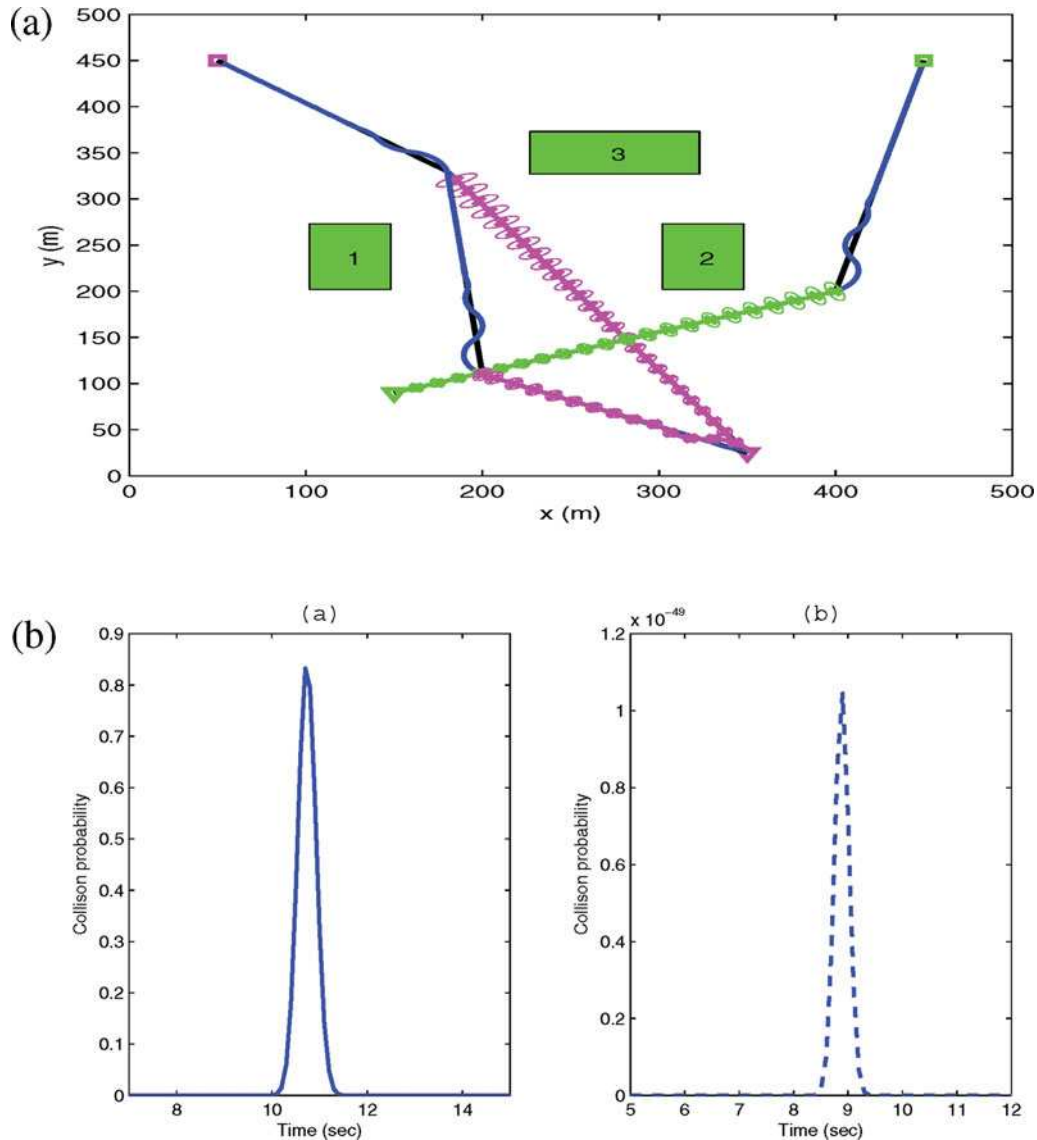 (a)
500
450
400
350
300
250
200
150
100
50
0
y (m)
3
1
2
0 100 200 300 400 500
x (m)
(b)
(a)
0.9
0.8
0.7
0.6
0.5
0.4
0.3
0.2
0.1
0
Collison probability
8 10 12 14
Time (sec)
x 10⁻⁴⁹
(b)
1.2
1
0.8
0.6
0.4
0.2
0
Collison probability
5 6 7 8 9 10 11 12
Time (sec)